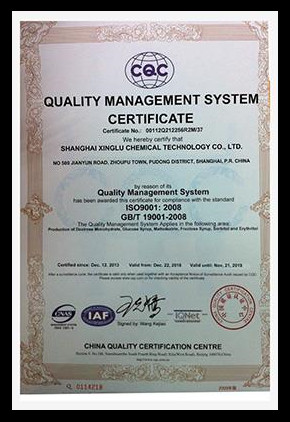 CQC
QUALITY MANAGEMENT SYSTEM
CERTIFICATE
Certificate No.: 00112Q212256R2M/37
We hereby certify that
SHANGHAI XINGLU CHEMICAL TECHNOLOGY CO., LTD.
NO 560 JIANYUN ROAD, ZHOUPU TOWN, PUDONG DISTRICT, SHANGHAI P.R. CHINA
by reason of its
Quality Management System
has been awarded this certificate for compliance with the standard
ISO9001: 2008
GB/T 19001-2008
The Quality Management System Applies in the following area:
Production of Dextrose Monohydrate, Glucose Syrup, Maltodextrin, Fructose Syrup, Sorbitol and Erythritol
Certified since: Dec. 13, 2013
Valid from: Dec. 22, 2018
Valid until: Nov. 21, 2019
CNAS
IAF
Signed by: Wang Kejiao
IQNet
CHINA QUALITY CERTIFICATION CENTRE
Q 0114218